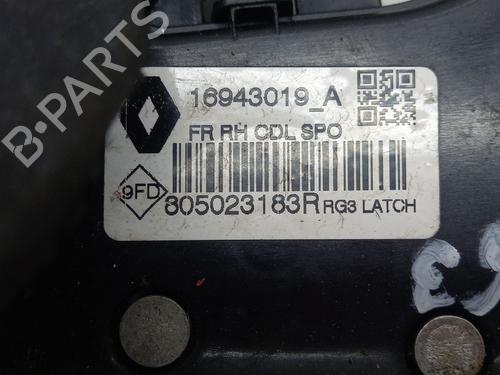 16943019_A
FR RH CDL SPO
9FD
805023183R RG3 LATCH
B-PARTS